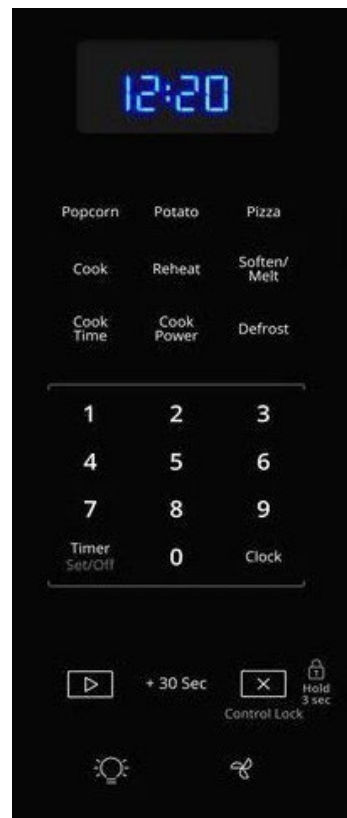 12:20
Popcorn Potato Pizza
Cook Reheat Soften/
Melt
Cook
Time Cook
Power Defrost
1 2 3
4 5 6
7 8 9
Timer
Set/Off 0 Clock
+ 30 Sec
Hold
3 sec
Control Lock